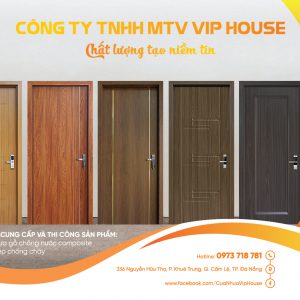 CÔNG TY TNHH MTV VIP HOUSE
Chất lượng tạo niềm tin
CUNG CẤP VÀ THI CÔNG SẢN PHẨM:
gỗ chống nước composite
chống cháy
Hotline: 0973 718 781
336 Nguyễn Hữu Thọ, P. Khuê Trung, Q. Cẩm Lệ, TP. Đà Nẵng
www.facebook.com/CuaNhuaVipHouse